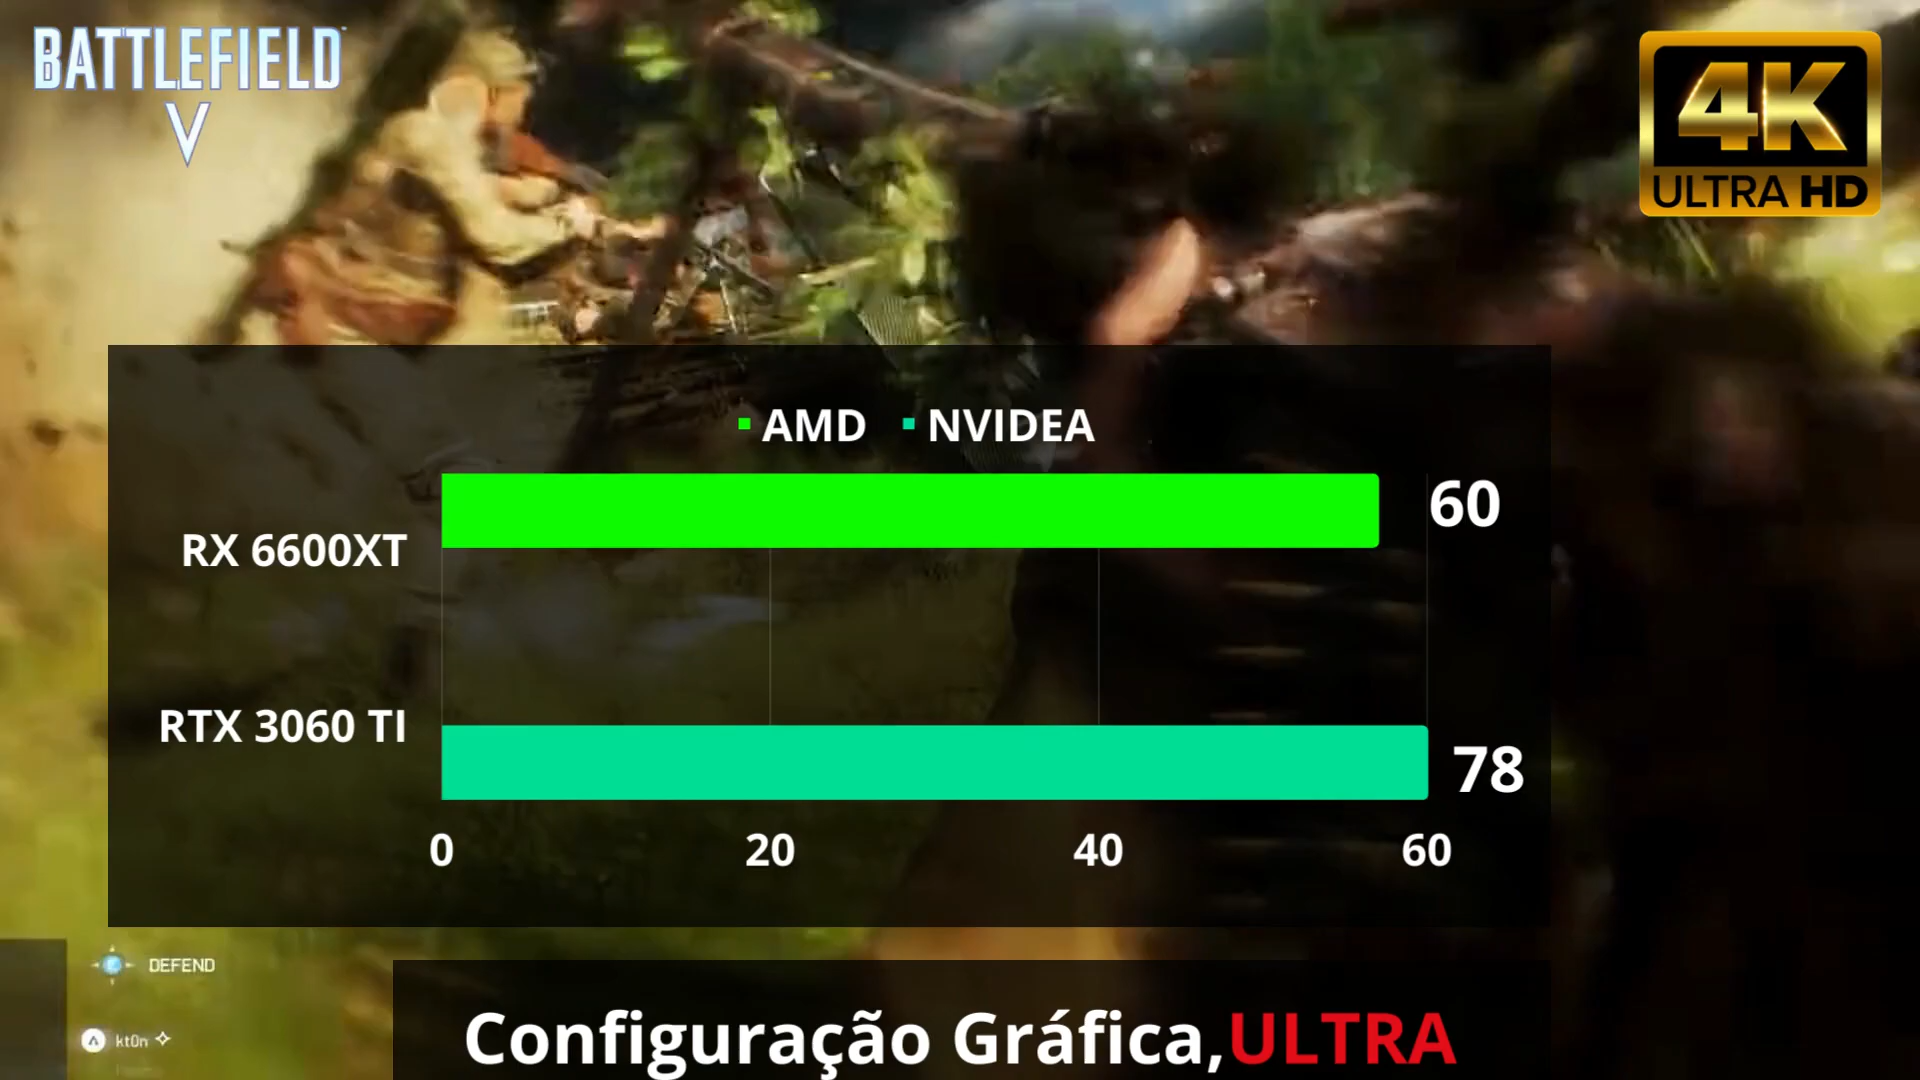 BATTLEFIELD
V
4K
ULTRA HD
AMD NVIDEA
RX 6600XT
60
RTX 3060 TI
78
0 20 40 60
DEFEND
kt0n
Configuração Gráfica,ULTRA